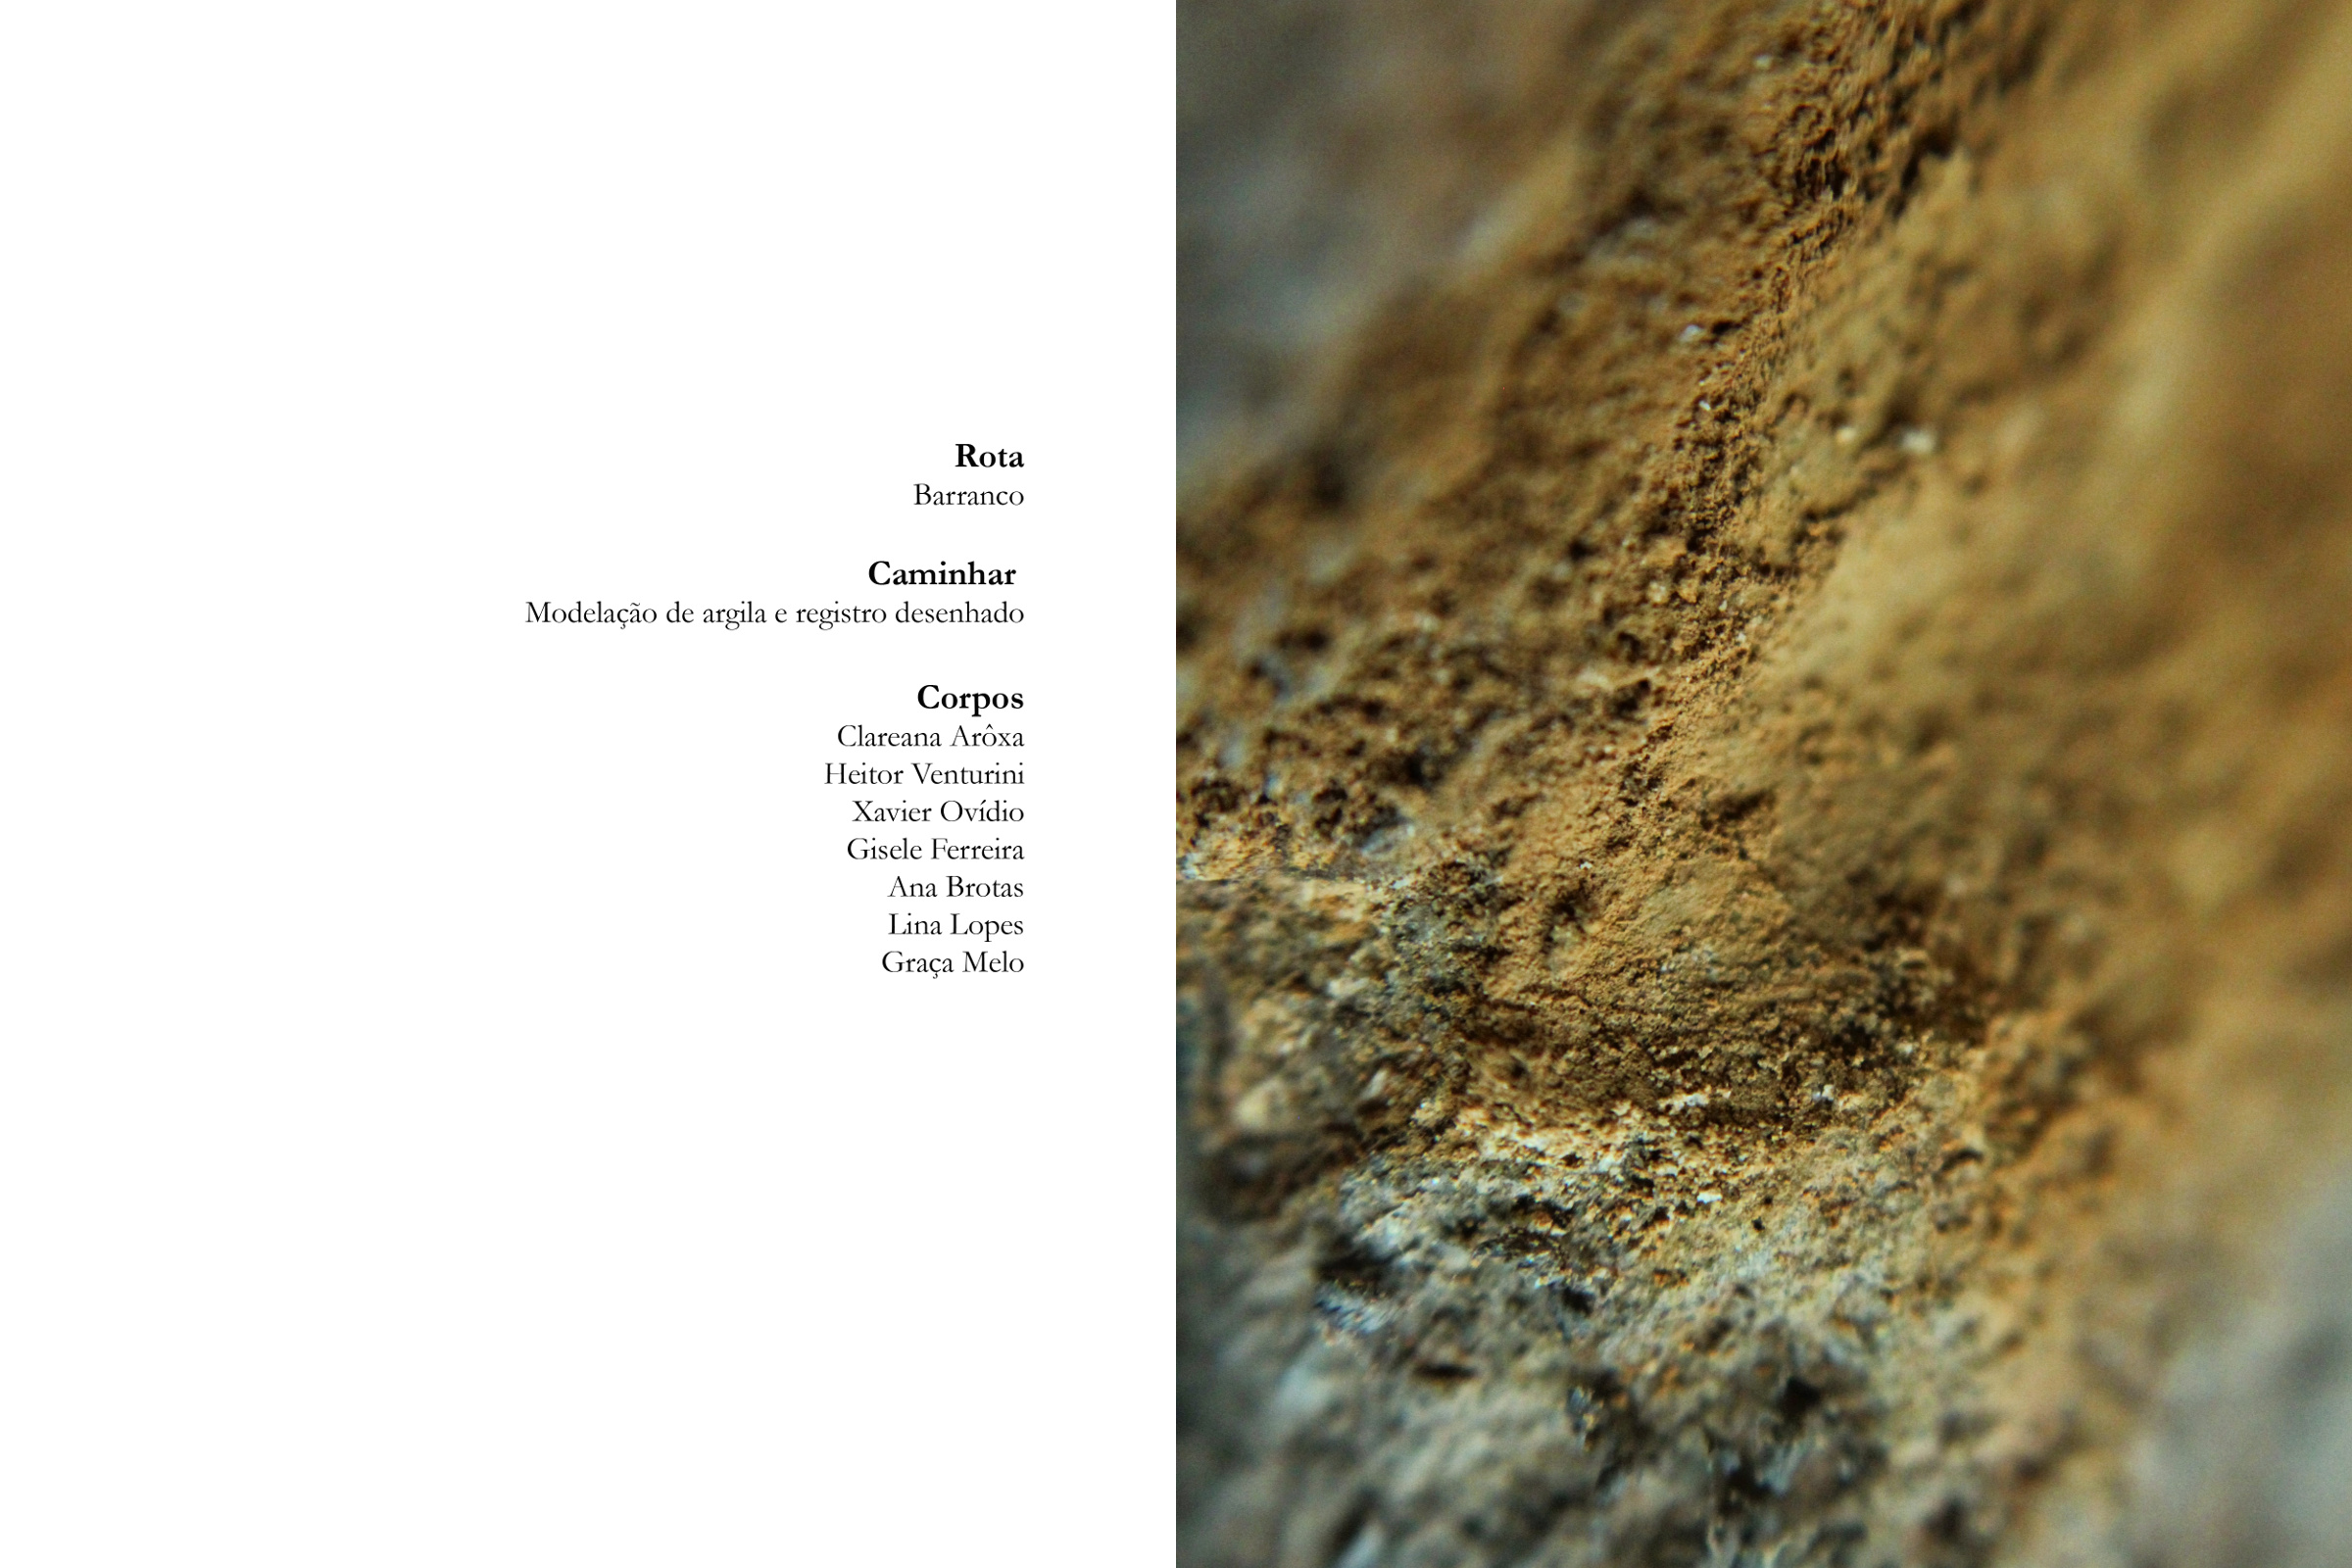 Rota
Barranco
Caminhar
Modelação de argila e registro desenhado
Corpos
Clareana Arôxa
Heitor Venturini
Xavier Ovídio
Gisele Ferreira
Ana Brotas
Lina Lopes
Graça Melo